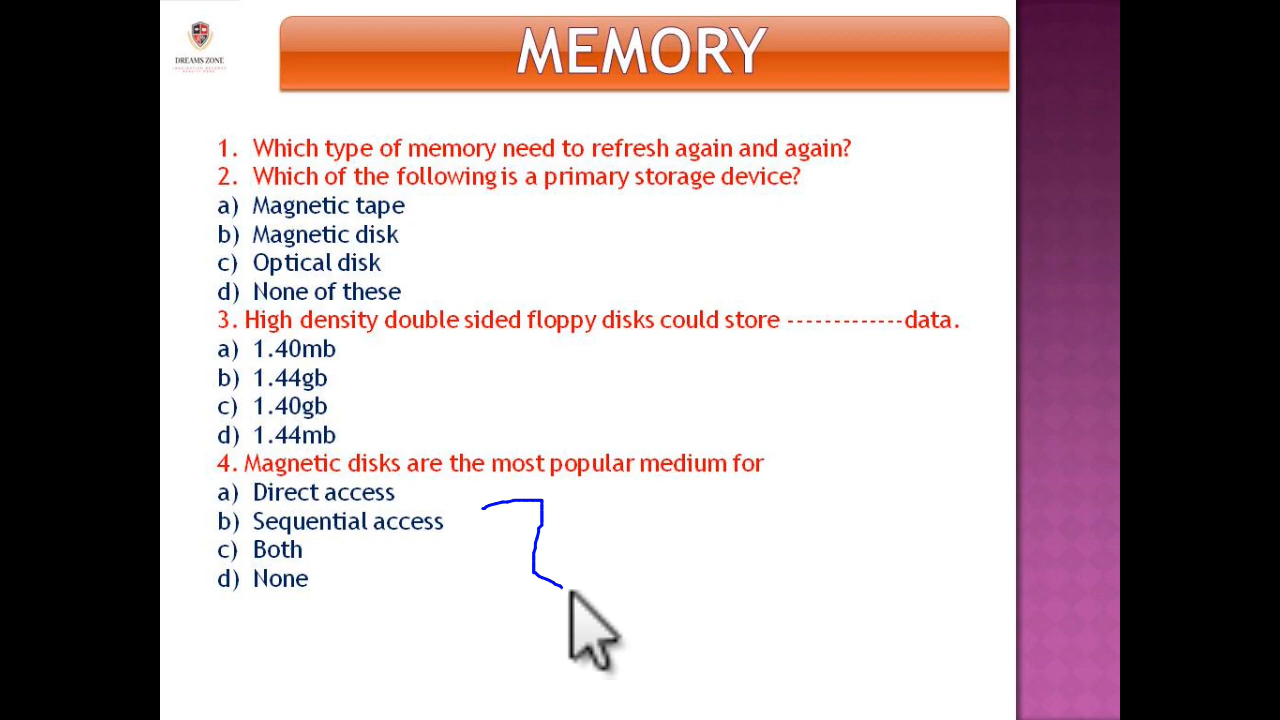 DREAMS ZONE
MEMORY
1. Which type of memory need to refresh again and again?
2. Which of the following is a primary storage device?
a) Magnetic tape
b) Magnetic disk
c) Optical disk
d) None of these
3. High density double sided floppy disks could store -------------data.
a) 1.40mb
b) 1.44gb
c) 1.40gb
d) 1.44mb
4. Magnetic disks are the most popular medium for
a) Direct access
b) Sequential access
c) Both
d) None